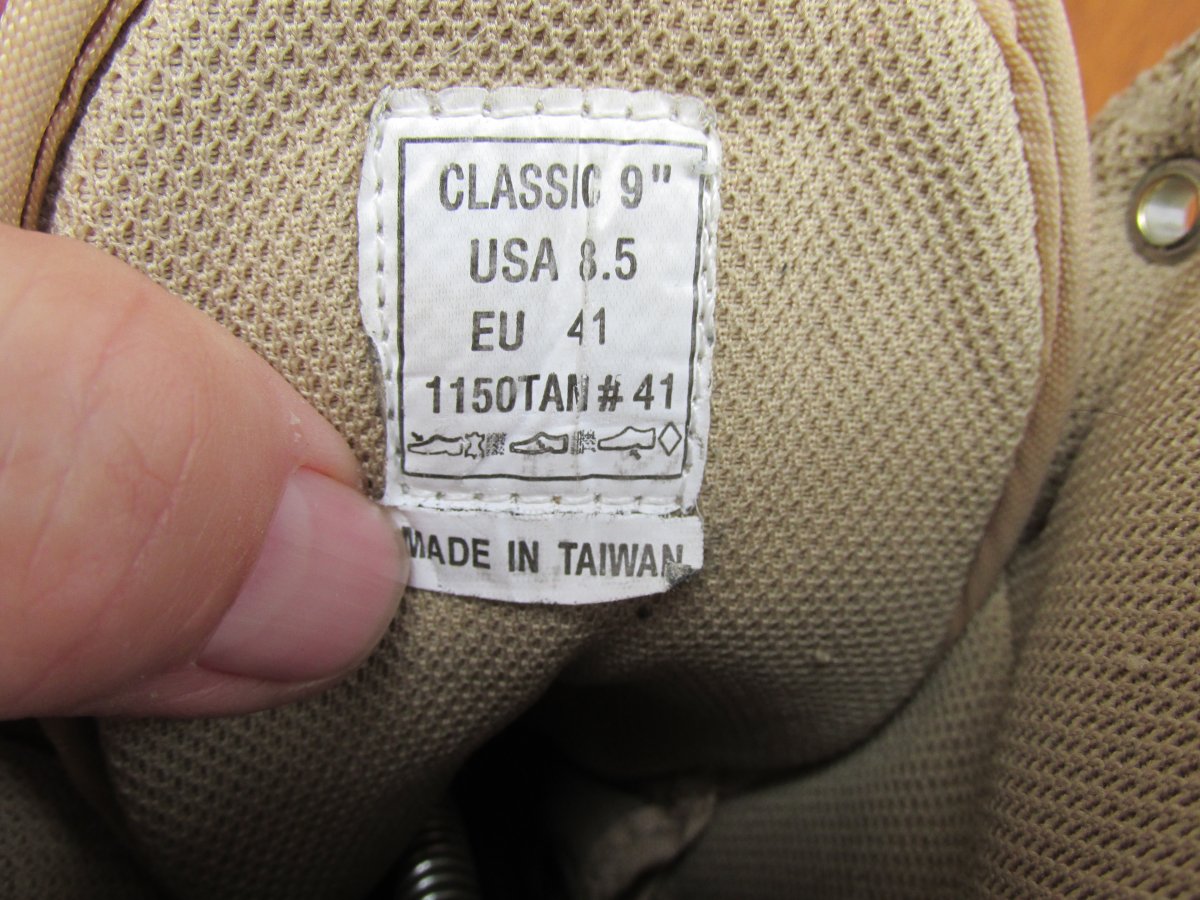 CLASSIC 9"
USA 8.5
EU 41
1150TAN # 41
MADE IN TAIWAN